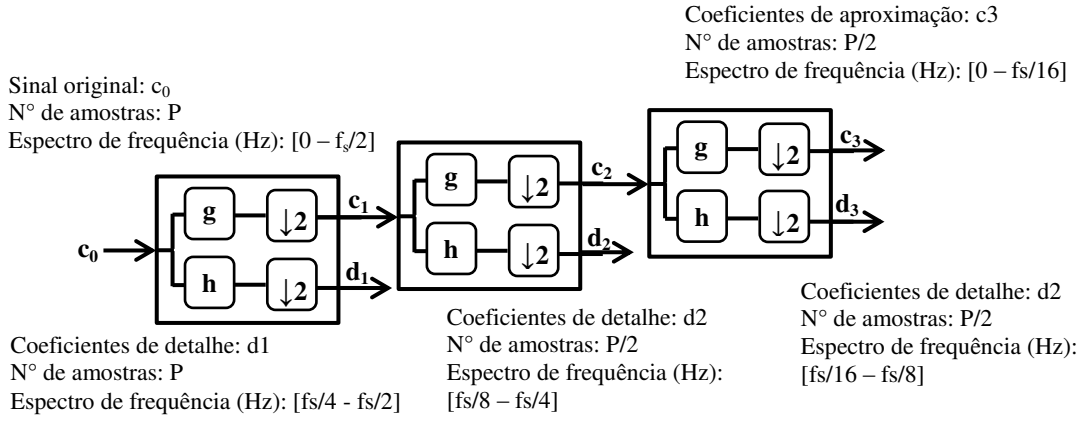 Coeficientes de aproximação: c3
N° de amostras: P/2
Espectro de frequência (Hz): [0 – fs/16]
Sinal original: c₀
N° de amostras: P
Espectro de frequência (Hz): [0 – fₛ/2]
g
↓2
c₃
g
↓2
c₂
h
↓2
d₃
g
↓2
c₁
h
↓2
d₂
c₀
h
↓2
d₁
Coeficientes de detalhe: d2
N° de amostras: P/2
Espectro de frequência (Hz):
[fs/16 – fs/8]
Coeficientes de detalhe: d2
N° de amostras: P/2
Espectro de frequência (Hz):
[fs/8 – fs/4]
Coeficientes de detalhe: d1
N° de amostras: P
Espectro de frequência (Hz): [fs/4 - fs/2]